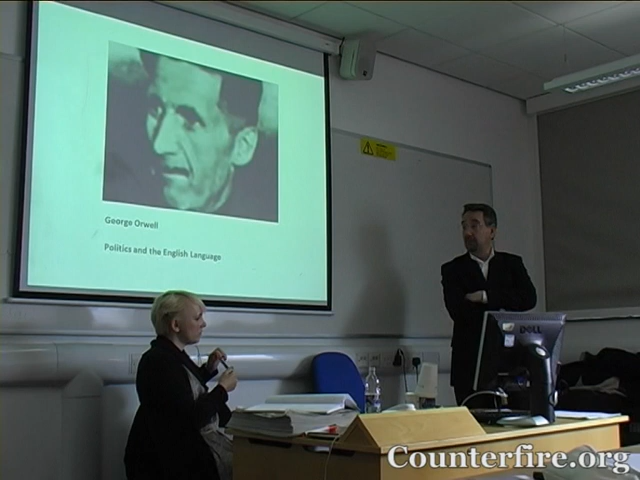 George Orwell
Politics and the English Language
DELL
Counterfire.org